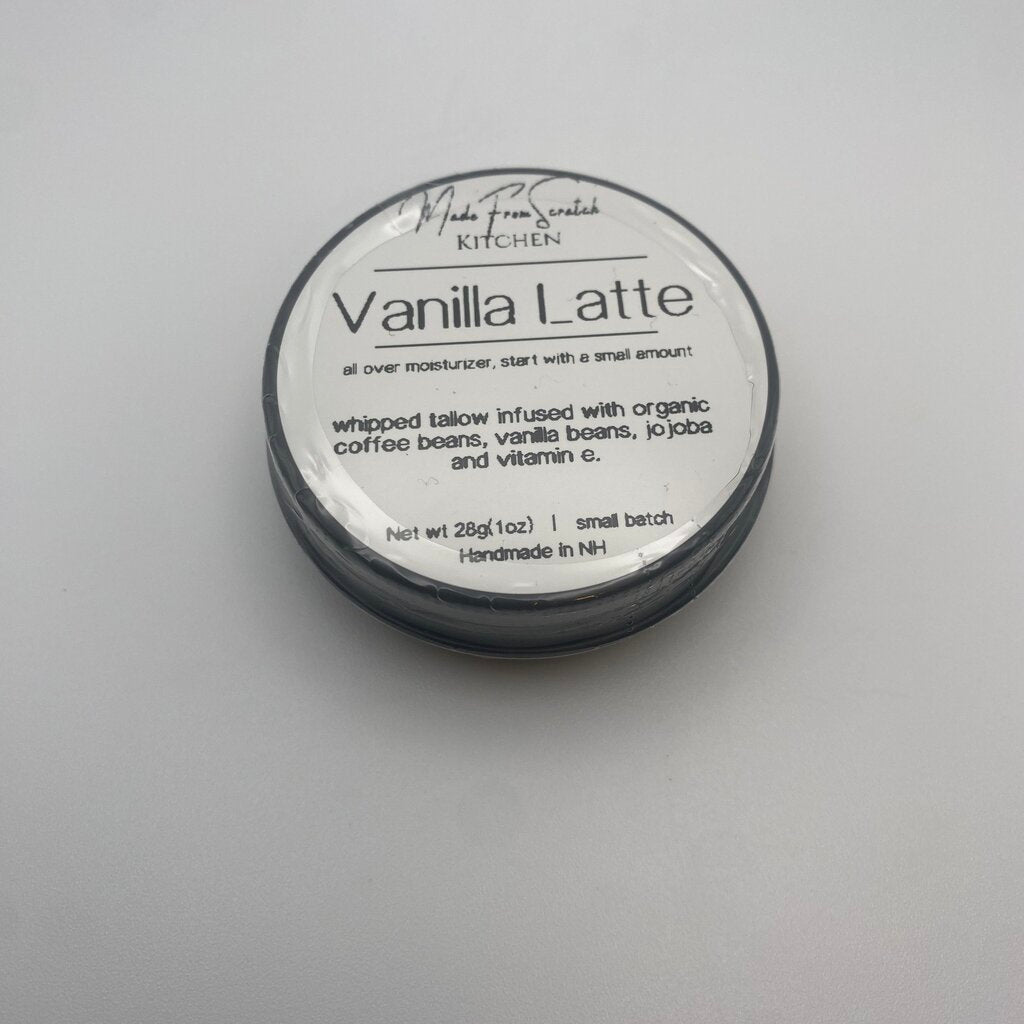 Made From Scratch
KITCHEN
Vanilla Latte
all over moisturizer, start with a small amount
whipped tallow infused with organic
coffee beans, vanilla beans, jojoba
and vitamin e.
Net wt 28g(1oz) | small batch
Handmade in NH